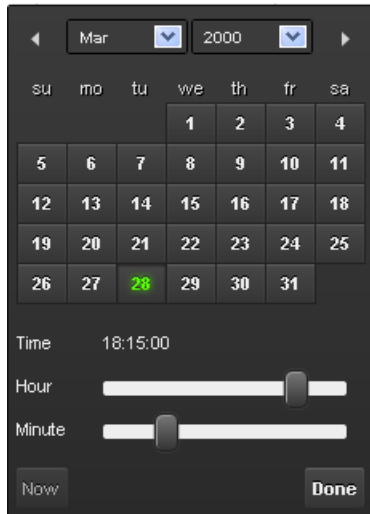 Mar 2000
su mo tu we th fr sa
1 2 3 4
5 6 7 8 9 10 11
12 13 14 15 16 17 18
19 20 21 22 23 24 25
26 27 28 29 30 31
Time 18:15:00
Hour
Minute
Now Done